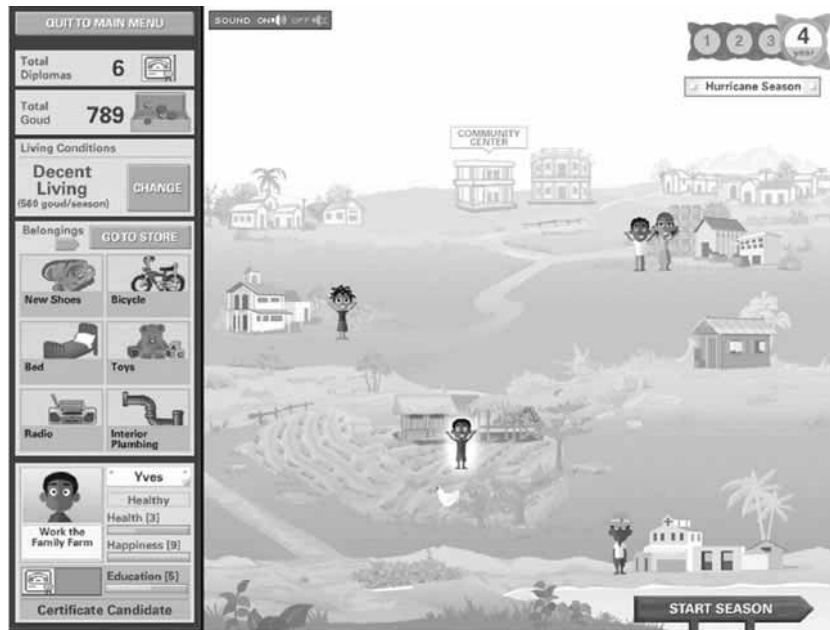 QUIT TO MAIN MENU
SOUND ON OFF
1 2 3 4
year
Hurricane Season
Total
Diplomas 6
Total
Goud 789
Living Conditions
Decent
Living
(560 goud/season)
CHANGE
Belongings
GO TO STORE
New Shoes
Bicycle
Bed
Toys
Radio
Interior
Plumbing
COMMUNITY
CENTER
Yves
Healthy
Health [3]
Work the
Family Farm
Happiness [9]
Education [5]
Certificate Candidate
START SEASON